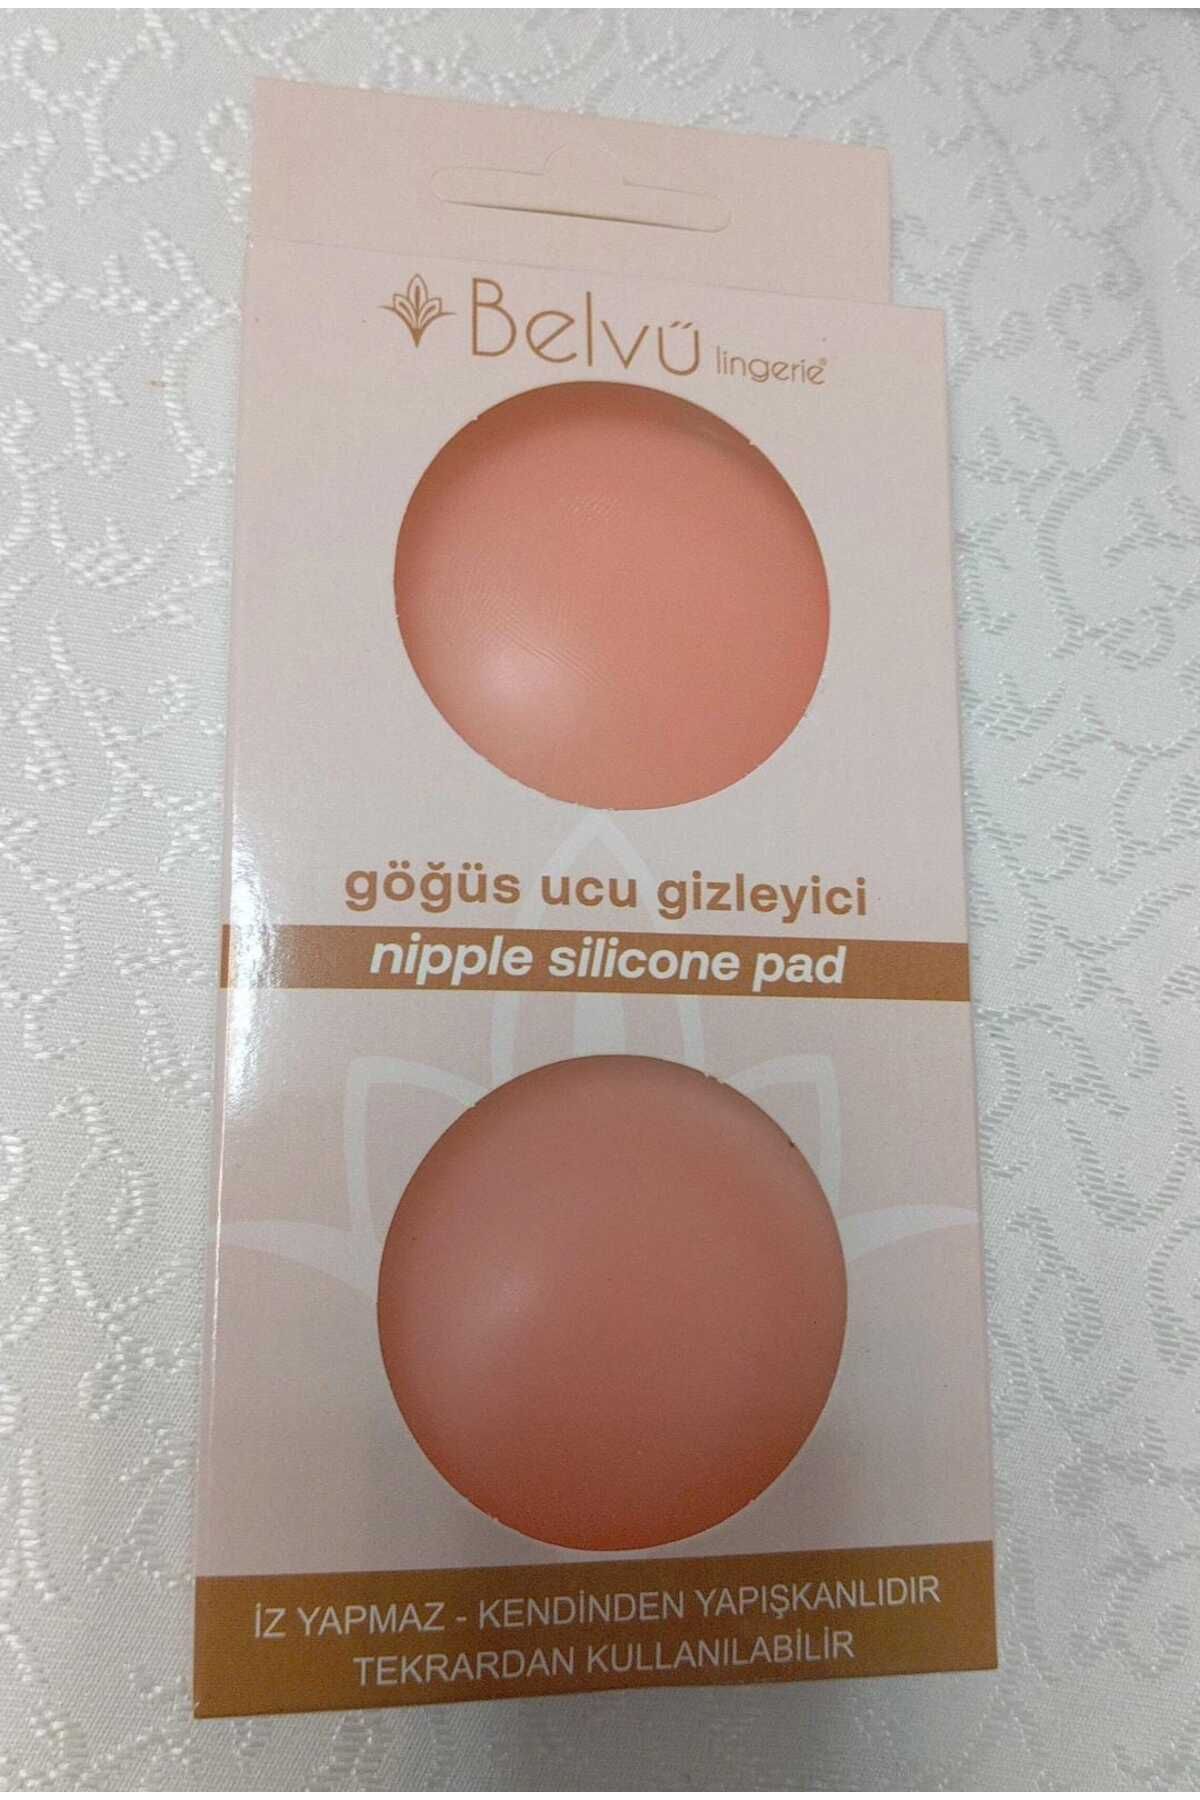 Belvü lingerie®
göğüs ucu gizleyici
nipple silicone pad
İZ YAPMAZ - KENDİNDEN YAPIŞKANLIDIR
TEKRARDAN KULLANILABİLİR